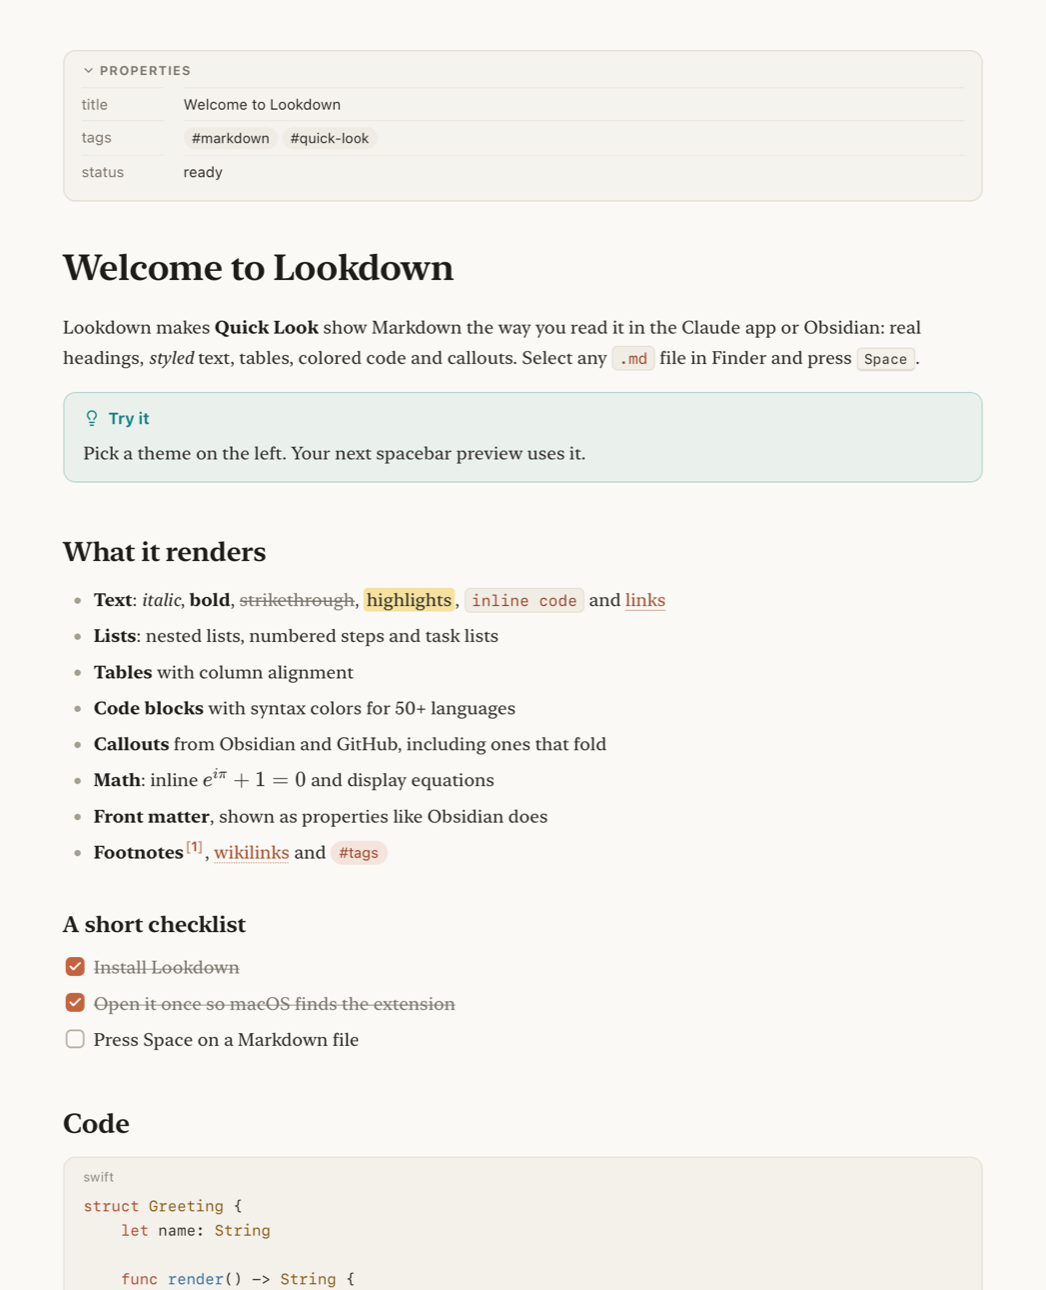 PROPERTIES
title Welcome to Lookdown
tags #markdown #quick-look
status ready
Welcome to Lookdown
Lookdown makes Quick Look show Markdown the way you read it in the Claude app or Obsidian: real
headings, styled text, tables, colored code and callouts. Select any .md file in Finder and press Space.
Try it
Pick a theme on the left. Your next spacebar preview uses it.
What it renders
• Text: italic, bold, strikethrough, highlights, inline code and links
• Lists: nested lists, numbered steps and task lists
• Tables with column alignment
• Code blocks with syntax colors for 50+ languages
• Callouts from Obsidian and GitHub, including ones that fold
• Math: inline e^{iπ} + 1 = 0 and display equations
• Front matter, shown as properties like Obsidian does
• Footnotes[1], wikilinks and #tags
A short checklist
Install Lookdown
Open it once so macOS finds the extension
Press Space on a Markdown file
Code
swift
struct Greeting {
    let name: String
    func render() -> String {